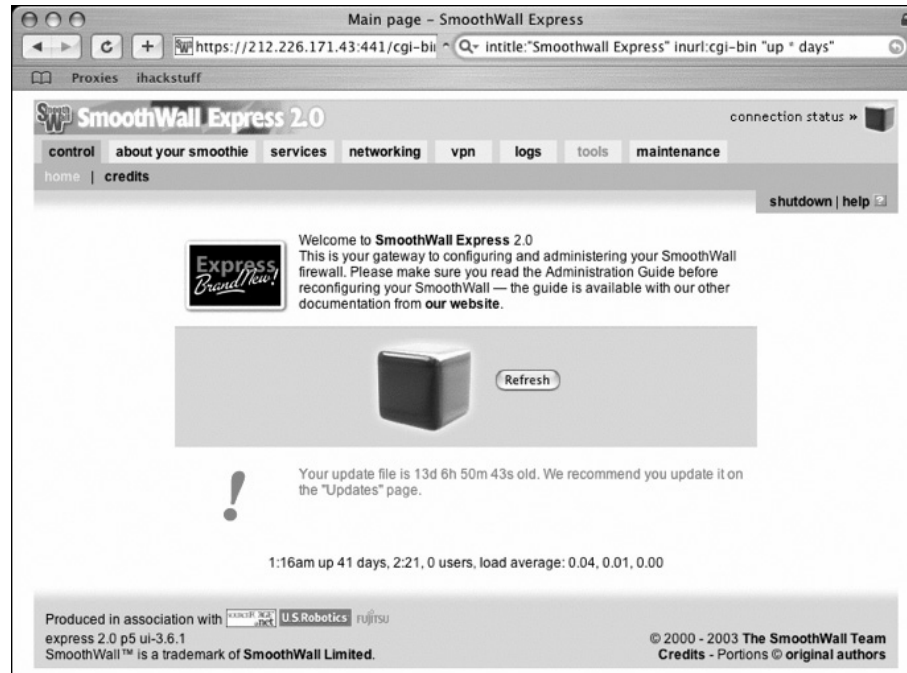 Main page – SmoothWall Express
https://212.226.171.43:441/cgi-bin
intitle:"Smoothwall Express" inurl:cgi-bin "up * days"
Proxies ihackstuff
SmoothWall Express 2.0
connection status »
control about your smoothie services networking vpn logs tools maintenance
home | credits
shutdown | help
Express
Brand New!
Welcome to SmoothWall Express 2.0
This is your gateway to configuring and administering your SmoothWall
firewall. Please make sure you read the Administration Guide before
reconfiguring your SmoothWall — the guide is available with our other
documentation from our website.
Refresh
!
Your update file is 13d 6h 50m 43s old. We recommend you update it on
the "Updates" page.
1:16am up 41 days, 2:21, 0 users, load average: 0.04, 0.01, 0.00
Produced in association with .net U.S.Robotics FUJITSU
express 2.0 p5 ui-3.6.1
SmoothWall™ is a trademark of SmoothWall Limited.
© 2000 - 2003 The SmoothWall Team
Credits - Portions © original authors